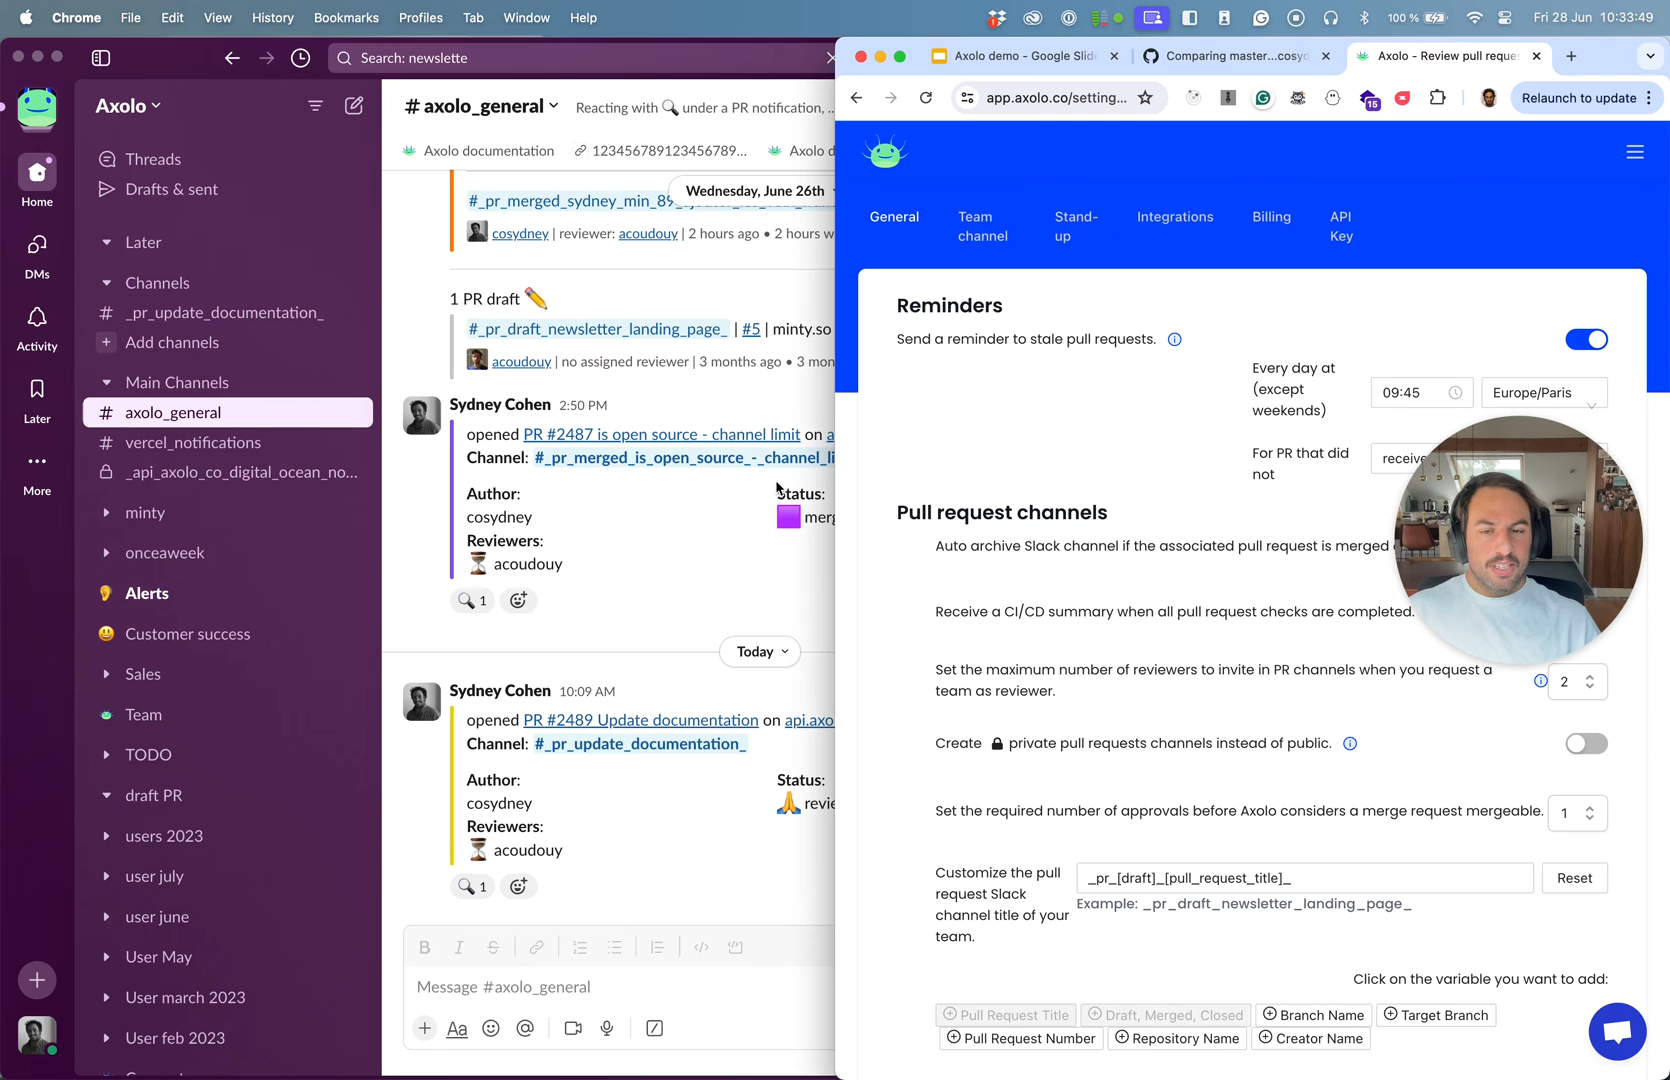 Chrome File Edit View History Bookmarks Profiles Tab Window Help
100 % Fri 28 Jun 10:33:49
Search: newslette
Axolo
Home
DMs
Activity
Later
More
Threads
Drafts & sent
Later
Channels
# _pr_update_documentation_
+ Add channels
Main Channels
# axolo_general
# vercel_notifications
_api_axolo_co_digital_ocean_no...
minty
onceaweek
Alerts
Customer success
Sales
Team
TODO
draft PR
users 2023
user july
user june
User May
User march 2023
User feb 2023
# axolo_general
Reacting with 🔍 under a PR notification, ...
Axolo documentation
123456789123456789...
Axolo d
Wednesday, June 26th
#_pr_merged_sydney_min_89_
cosydney | reviewer: acoudouy | 2 hours ago • 2 hours w
1 PR draft ✏️
#_pr_draft_newsletter_landing_page_ | #5 | minty.so
acoudouy | no assigned reviewer | 3 months ago • 3 mon
Sydney Cohen 2:50 PM
opened PR #2487 is open source - channel limit on a
Channel: #_pr_merged_is_open_source_-_channel_li
Author: Status:
cosydney 🟪 merg
Reviewers:
⏳ acoudouy
🔍 1
Today
Sydney Cohen 10:09 AM
opened PR #2489 Update documentation on api.axo
Channel: #_pr_update_documentation_
Author: Status:
cosydney 🙏 revie
Reviewers:
⏳ acoudouy
🔍 1
B I S
Message #axolo_general
+ Aa @
Axolo demo - Google Slide
Comparing master...cosyd
Axolo - Review pull reques
app.axolo.co/setting...
15
Relaunch to update
General
Team channel
Stand-up
Integrations
Billing
API Key
Reminders
Send a reminder to stale pull requests.
Every day at (except weekends)
09:45
Europe/Paris
For PR that did not
receive
Pull request channels
Auto archive Slack channel if the associated pull request is merged
Receive a CI/CD summary when all pull request checks are completed.
Set the maximum number of reviewers to invite in PR channels when you request a
team as reviewer.
2
Create 🔒 private pull requests channels instead of public.
Set the required number of approvals before Axolo considers a merge request mergeable.
1
Customize the pull
request Slack
channel title of your
team.
_pr_[draft]_[pull_request_title]_
Reset
Example: _pr_draft_newsletter_landing_page_
Click on the variable you want to add:
Pull Request Title Draft, Merged, Closed Branch Name Target Branch
Pull Request Number Repository Name Creator Name